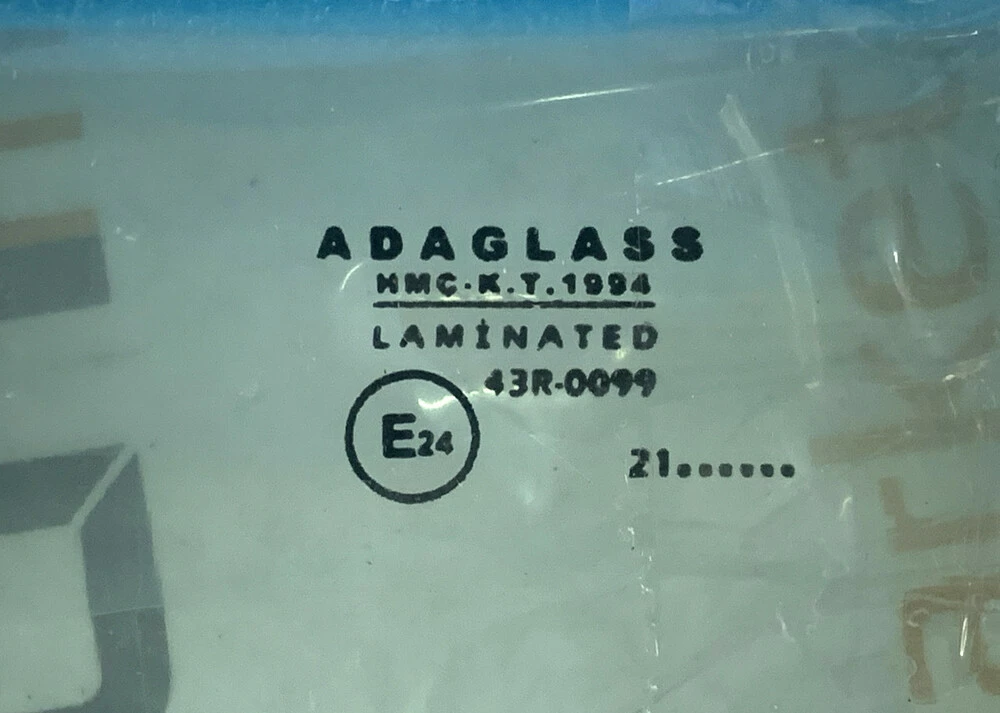 ADAGLASS
HMC.K.T.1994
LAMİNATED
43R-0099
E24
21.......